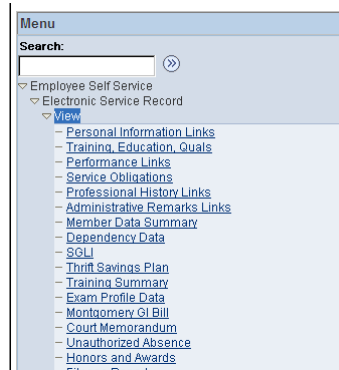 Menu
Search:
Employee Self Service
Electronic Service Record
View
– Personal Information Links
– Training, Education, Quals
– Performance Links
– Service Obligations
– Professional History Links
– Administrative Remarks Links
– Member Data Summary
– Dependency Data
– SGLI
– Thrift Savings Plan
– Training Summary
– Exam Profile Data
– Montgomery GI Bill
– Court Memorandum
– Unauthorized Absence
– Honors and Awards